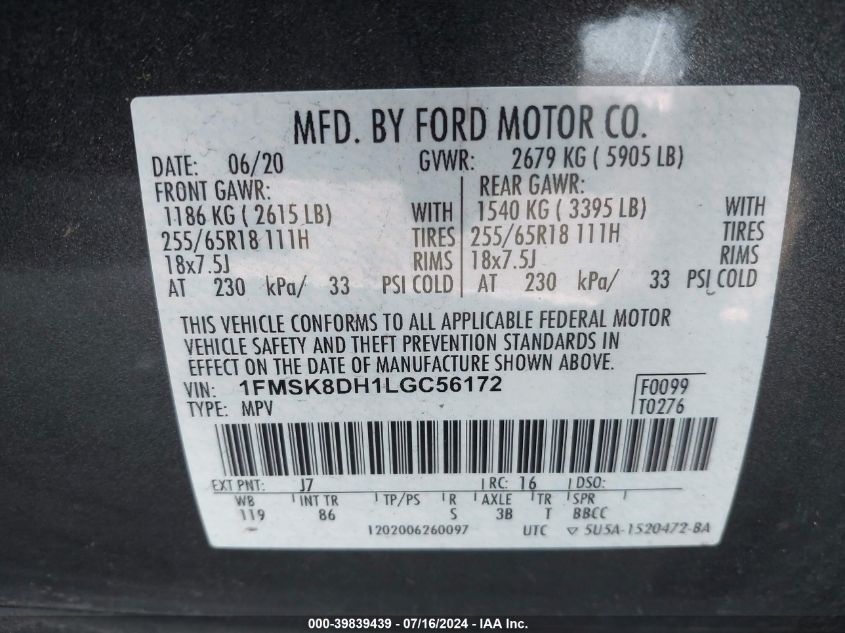 MFD. BY FORD MOTOR CO.
DATE: 06/20 GVWR: 2679 KG ( 5905 LB)
FRONT GAWR: REAR GAWR:
1186 KG ( 2615 LB) WITH 1540 KG ( 3395 LB) WITH
255/65R18 111H TIRES 255/65R18 111H TIRES
18x7.5J RIMS 18x7.5J RIMS
AT 230 kPa/ 33 PSI COLD AT 230 kPa/ 33 PSI COLD
THIS VEHICLE CONFORMS TO ALL APPLICABLE FEDERAL MOTOR
VEHICLE SAFETY AND THEFT PREVENTION STANDARDS IN
EFFECT ON THE DATE OF MANUFACTURE SHOWN ABOVE.
VIN: 1FMSK8DH1LGC56172 F0099
TYPE: MPV T0276
EXT PNT: J7 RC: 16 DSO:
WB INT TR TP/PS R AXLE TR SPR
119 86 S 3B T BBCC
1202006260097 UTC ▽ 5U5A-1520472-BA
000-39839439 - 07/16/2024 - IAA Inc.